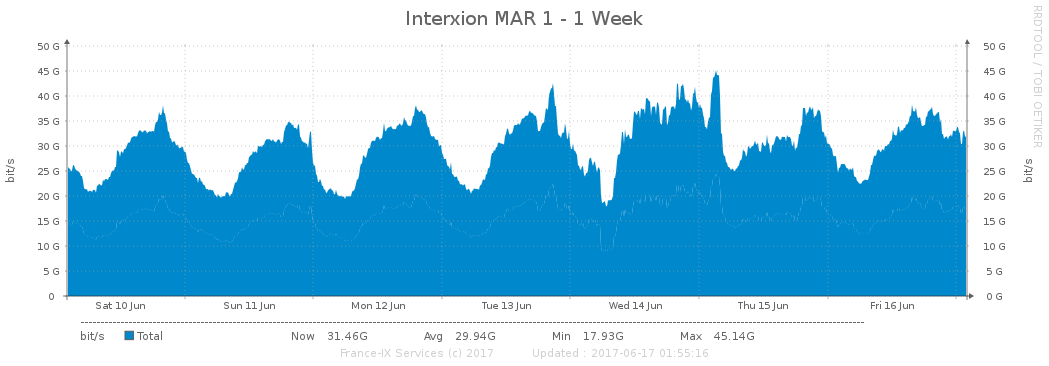 Interxion MAR 1 - 1 Week
RRDTOOL / TOBI OETIKER
50 G 50 G
45 G 45 G
40 G 40 G
35 G 35 G
30 G 30 G
25 G 25 G
20 G 20 G
15 G 15 G
10 G 10 G
5 G 5 G
0 0 G
bit/s bit/s
Sat 10 Jun Sun 11 Jun Mon 12 Jun Tue 13 Jun Wed 14 Jun Thu 15 Jun Fri 16 Jun
bit/s Total Now 31.46G Avg 29.94G Min 17.93G Max 45.14G
France-IX Services (c) 2017 Updated : 2017-06-17 01:55:16